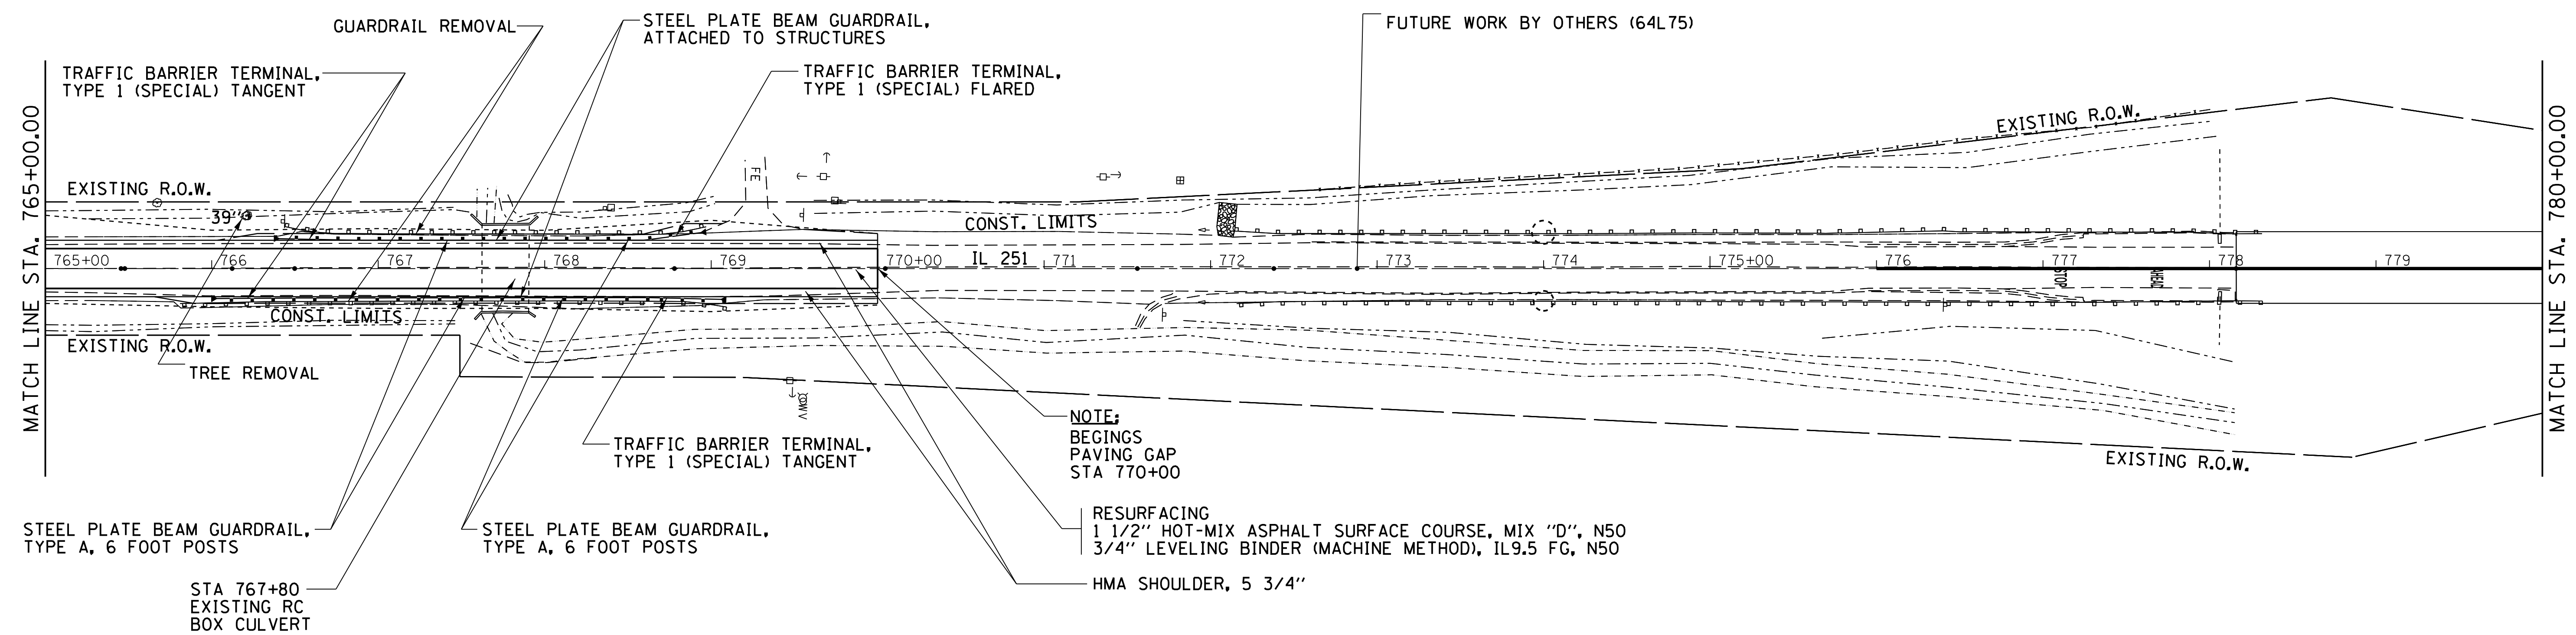 GUARDRAIL REMOVAL
STEEL PLATE BEAM GUARDRAIL,
ATTACHED TO STRUCTURES
FUTURE WORK BY OTHERS (64L75)
TRAFFIC BARRIER TERMINAL,
TYPE 1 (SPECIAL) TANGENT
TRAFFIC BARRIER TERMINAL,
TYPE 1 (SPECIAL) FLARED
MATCH LINE STA. 765+00.00
EXISTING R.O.W.
39"
FE
CONST. LIMITS
EXISTING R.O.W.
MATCH LINE STA. 780+00.00
765+00
766
767
768
769
770+00
IL 251
771
772
773
774
775+00
776
777
778
779
STOP
AHEAD
CONST. LIMITS
EXISTING R.O.W.
TREE REMOVAL
TRAFFIC BARRIER TERMINAL,
TYPE 1 (SPECIAL) TANGENT
NOTE:
BEGINGS
PAVING GAP
STA 770+00
EXISTING R.O.W.
STEEL PLATE BEAM GUARDRAIL,
TYPE A, 6 FOOT POSTS
STEEL PLATE BEAM GUARDRAIL,
TYPE A, 6 FOOT POSTS
RESURFACING
1 1/2" HOT-MIX ASPHALT SURFACE COURSE, MIX "D", N50
3/4" LEVELING BINDER (MACHINE METHOD), IL9.5 FG, N50
HMA SHOULDER, 5 3/4"
STA 767+80
EXISTING RC
BOX CULVERT